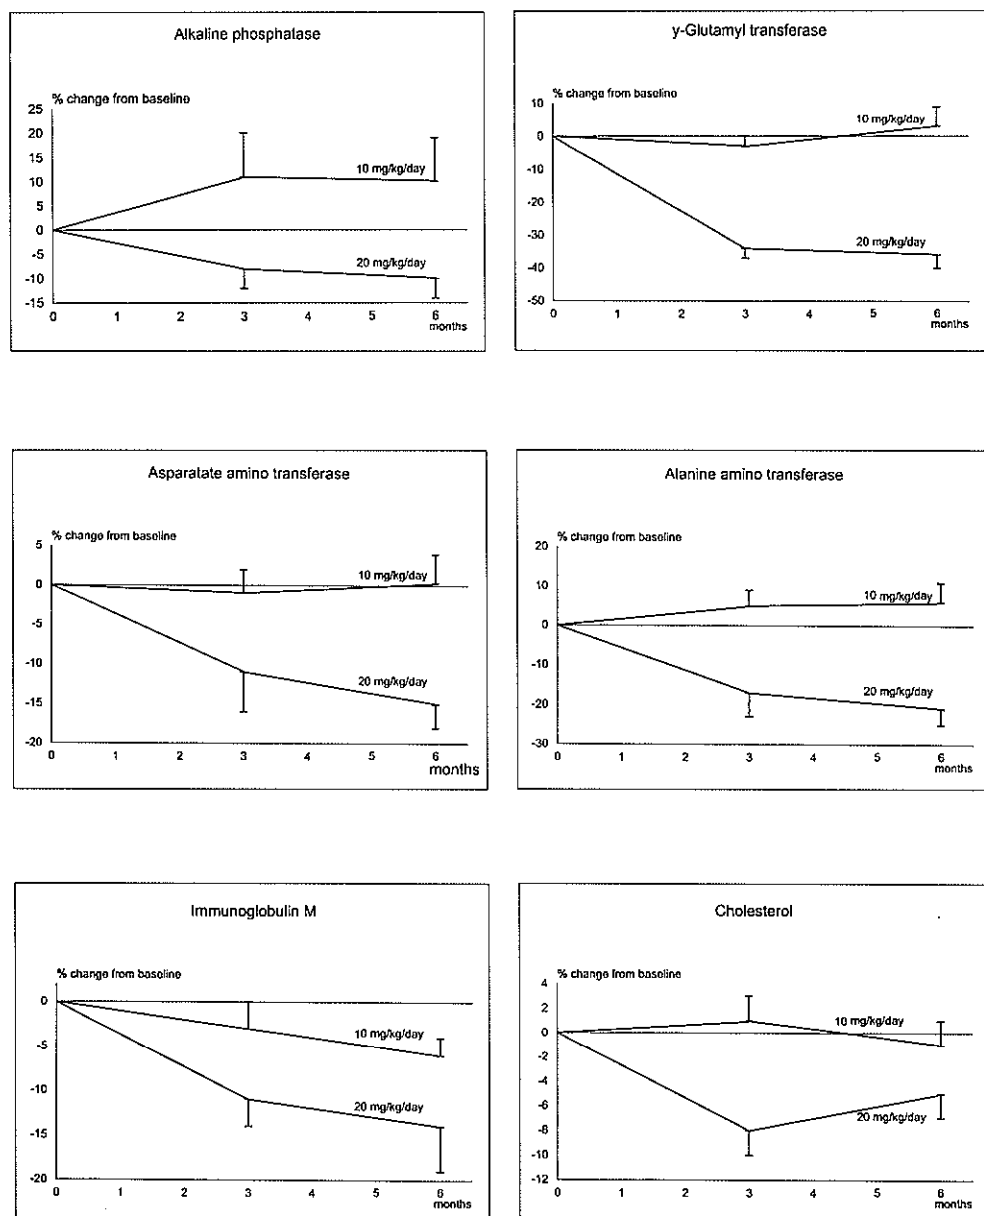 Alkaline phosphalase
% change from baseline
25
20
15
10
5
0
-5
-10
-15
10 mg/kg/day
20 mg/kg/day
0 1 2 3 4 5 6
months
y-Glutamyl transferase
% change from baseline
10
0
-10
-20
-30
-40
-50
10 mg/kg/day
20 mg/kg/day
0 1 2 3 4 5 6
months
Asparalate amino transferase
% change from baseline
5
0
-5
-10
-15
-20
10 mg/kg/day
20 mg/kg/day
0 1 2 3 4 5 6
months
Alanine amino transferase
% change from baseline
20
10
0
-10
-20
-30
10 mg/kg/day
20 mg/kg/day
0 1 2 3 4 5 6
months
Immunoglobulin M
% change from baseline
0
-5
-10
-15
-20
10 mg/kg/day
20 mg/kg/day
0 1 2 3 4 5 6
months
Cholesterol
% change from baseline
4
2
0
-2
-4
-6
-8
-10
-12
10 mg/kg/day
20 mg/kg/day
0 1 2 3 4 5 6
months